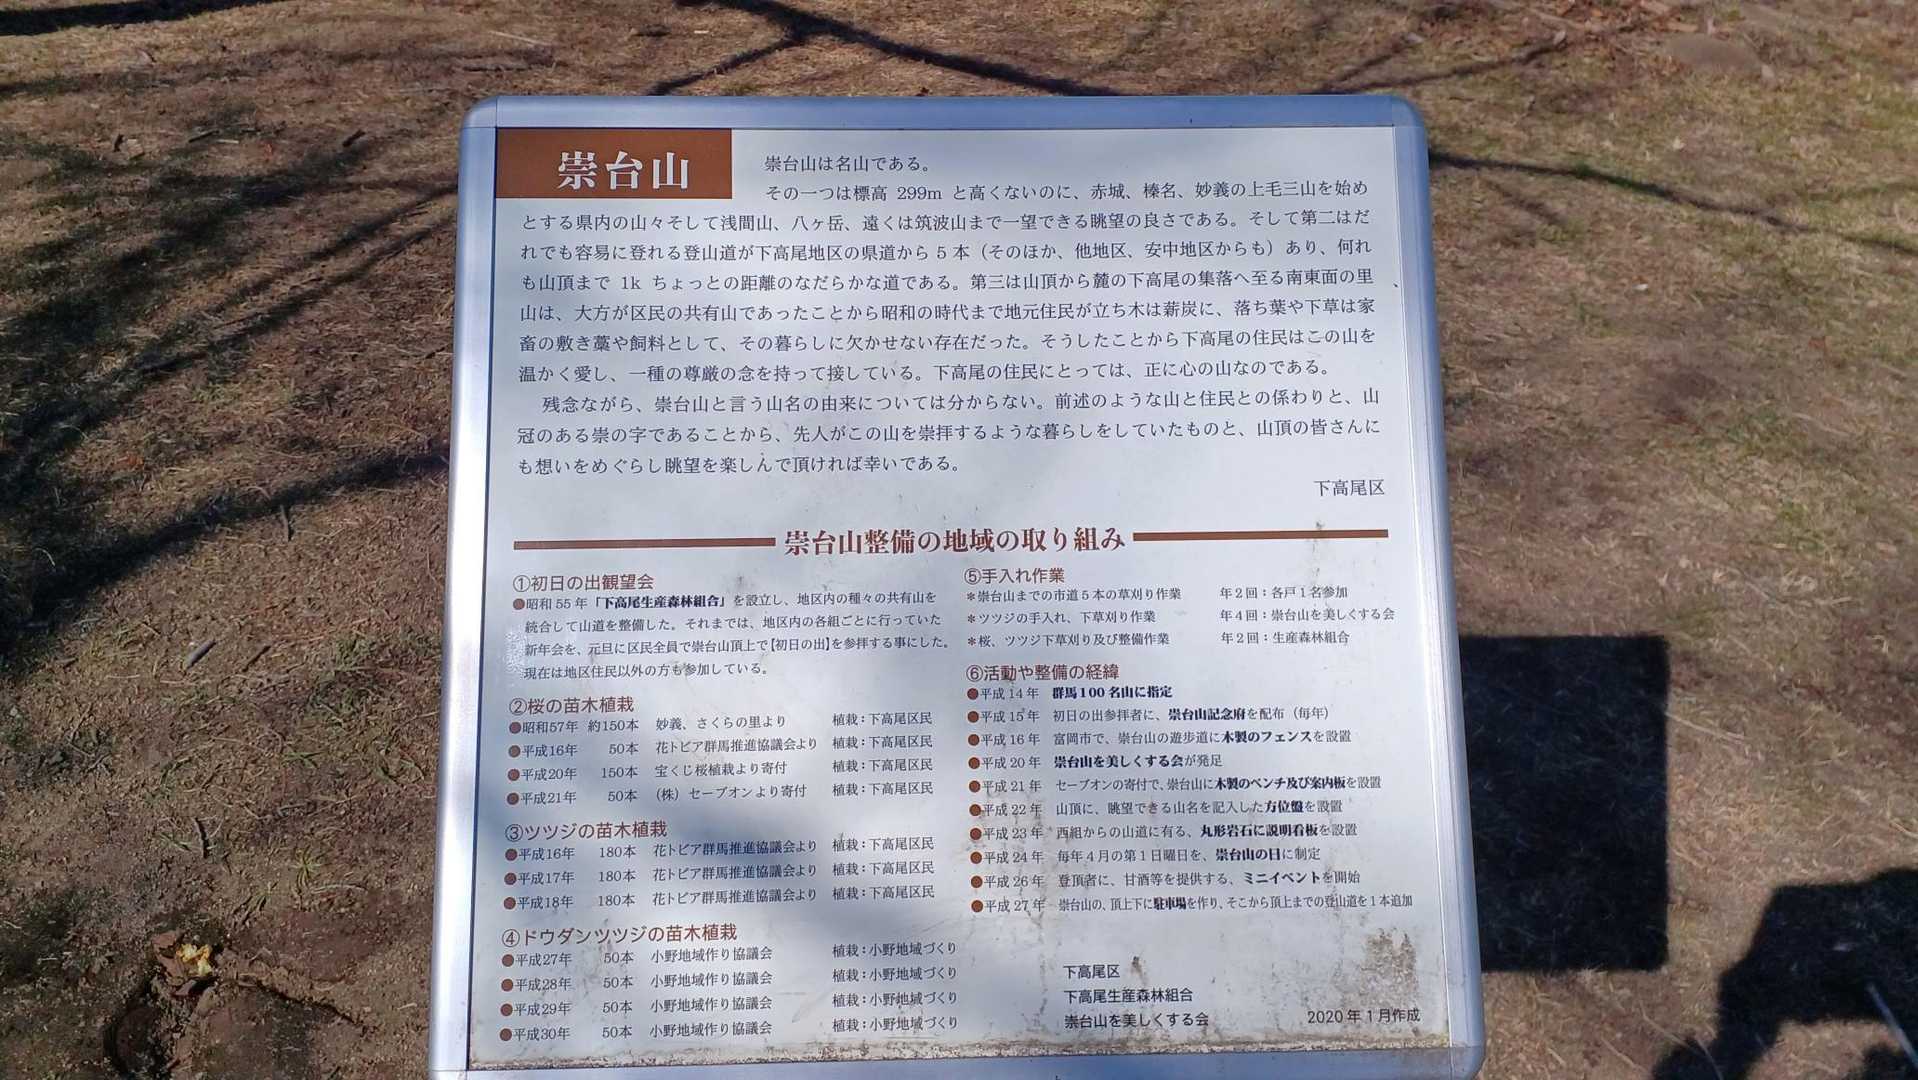 崇台山
崇台山は名山である。
その一つは標高 299m と高くないのに、赤城、榛名、妙義の上毛三山を始め
とする県内の山々そして浅間山、八ヶ岳、遠くは筑波山まで一望できる眺望の良さである。そして第二はだ
れでも容易に登れる登山道が下高尾地区の県道から 5 本（そのほか、他地区、安中地区からも）あり、何れ
も山頂まで 1k ちょっとの距離のなだらかな道である。第三は山頂から麓の下高尾の集落へ至る南東面の里
山は、大方が区民の共有山であったことから昭和の時代まで地元住民が立ち木は薪炭に、落ち葉や下草は家
畜の敷き藁や飼料として、その暮らしに欠かせない存在だった。そうしたことから下高尾の住民はこの山を
温かく愛し、一種の尊厳の念を持って接している。下高尾の住民にとっては、正に心の山なのである。
残念ながら、崇台山と言う山名の由来については分からない。前述のような山と住民との係わりと、山
冠のある崇の字であることから、先人がこの山を崇拝するような暮らしをしていたものと、山頂の皆さんに
も想いをめぐらし眺望を楽しんで頂ければ幸いである。
下高尾区
崇台山整備の地域の取り組み
①初日の出観望会
●昭和 55 年「下高尾生産森林組合」を設立し、地区内の種々の共有山を
統合して山道を整備した。それまでは、地区内の各組ごとに行っていた
新年会を、元旦に区民全員で崇台山頂上で【初日の出】を参拝する事にした。
現在は地区住民以外の方も参加している。
②桜の苗木植栽
●昭和57年 約150本 妙義、さくらの里より 植栽：下高尾区民
●平成16年 50本 花トピア群馬推進協議会より 植栽：下高尾区民
●平成20年 150本 宝くじ桜植栽より寄付 植栽：下高尾区民
●平成21年 50本 （株）セーブオンより寄付 植栽：下高尾区民
③ツツジの苗木植栽
●平成16年 180本 花トピア群馬推進協議会より 植栽：下高尾区民
●平成17年 180本 花トピア群馬推進協議会より 植栽：下高尾区民
●平成18年 180本 花トピア群馬推進協議会より 植栽：下高尾区民
④ドウダンツツジの苗木植栽
●平成27年 50本 小野地域作り協議会 植栽：小野地域づくり
●平成28年 50本 小野地域作り協議会 植栽：小野地域づくり
●平成29年 50本 小野地域作り協議会 植栽：小野地域づくり
●平成30年 50本 小野地域作り協議会 植栽：小野地域づくり
⑤手入れ作業
＊崇台山までの市道５本の草刈り作業 年２回：各戸１名参加
＊ツツジの手入れ、下草刈り作業 年４回：崇台山を美しくする会
＊桜、ツツジ下草刈り及び整備作業 年２回：生産森林組合
⑥活動や整備の経緯
●平成 14 年 群馬100 名山に指定
●平成 15 年 初日の出参拝者に、崇台山記念府を配布（毎年）
●平成 16 年 富岡市で、崇台山の遊歩道に木製のフェンスを設置
●平成 20 年 崇台山を美しくする会が発足
●平成 21 年 セーブオンの寄付で、崇台山に木製のベンチ及び案内板を設置
●平成 22 年 山頂に、眺望できる山名を記入した方位盤を設置
●平成 23 年 西組からの山道に有る、丸形岩石に説明看板を設置
●平成 24 年 毎年４月の第１日曜日を、崇台山の日に制定
●平成 26 年 登頂者に、甘酒等を提供する、ミニイベントを開始
●平成 27 年 崇台山の、頂上下に駐車場を作り、そこから頂上までの登山道を１本追加
下高尾区
下高尾生産森林組合
崇台山を美しくする会
2020 年 1 月作成